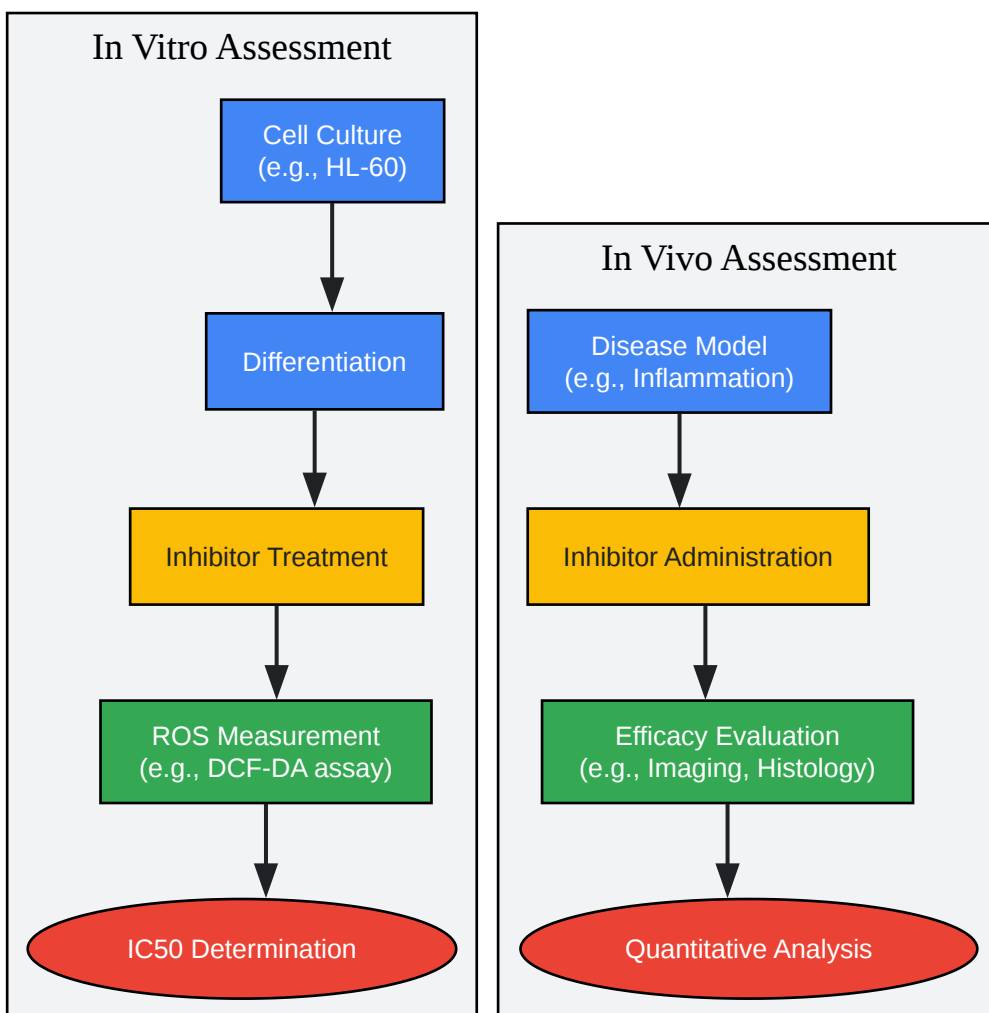 In Vitro Assessment
Cell Culture
(e.g., HL-60)
Differentiation
Inhibitor Treatment
ROS Measurement
(e.g., DCF-DA assay)
IC50 Determination
In Vivo Assessment
Disease Model
(e.g., Inflammation)
Inhibitor Administration
Efficacy Evaluation
(e.g., Imaging, Histology)
Quantitative Analysis